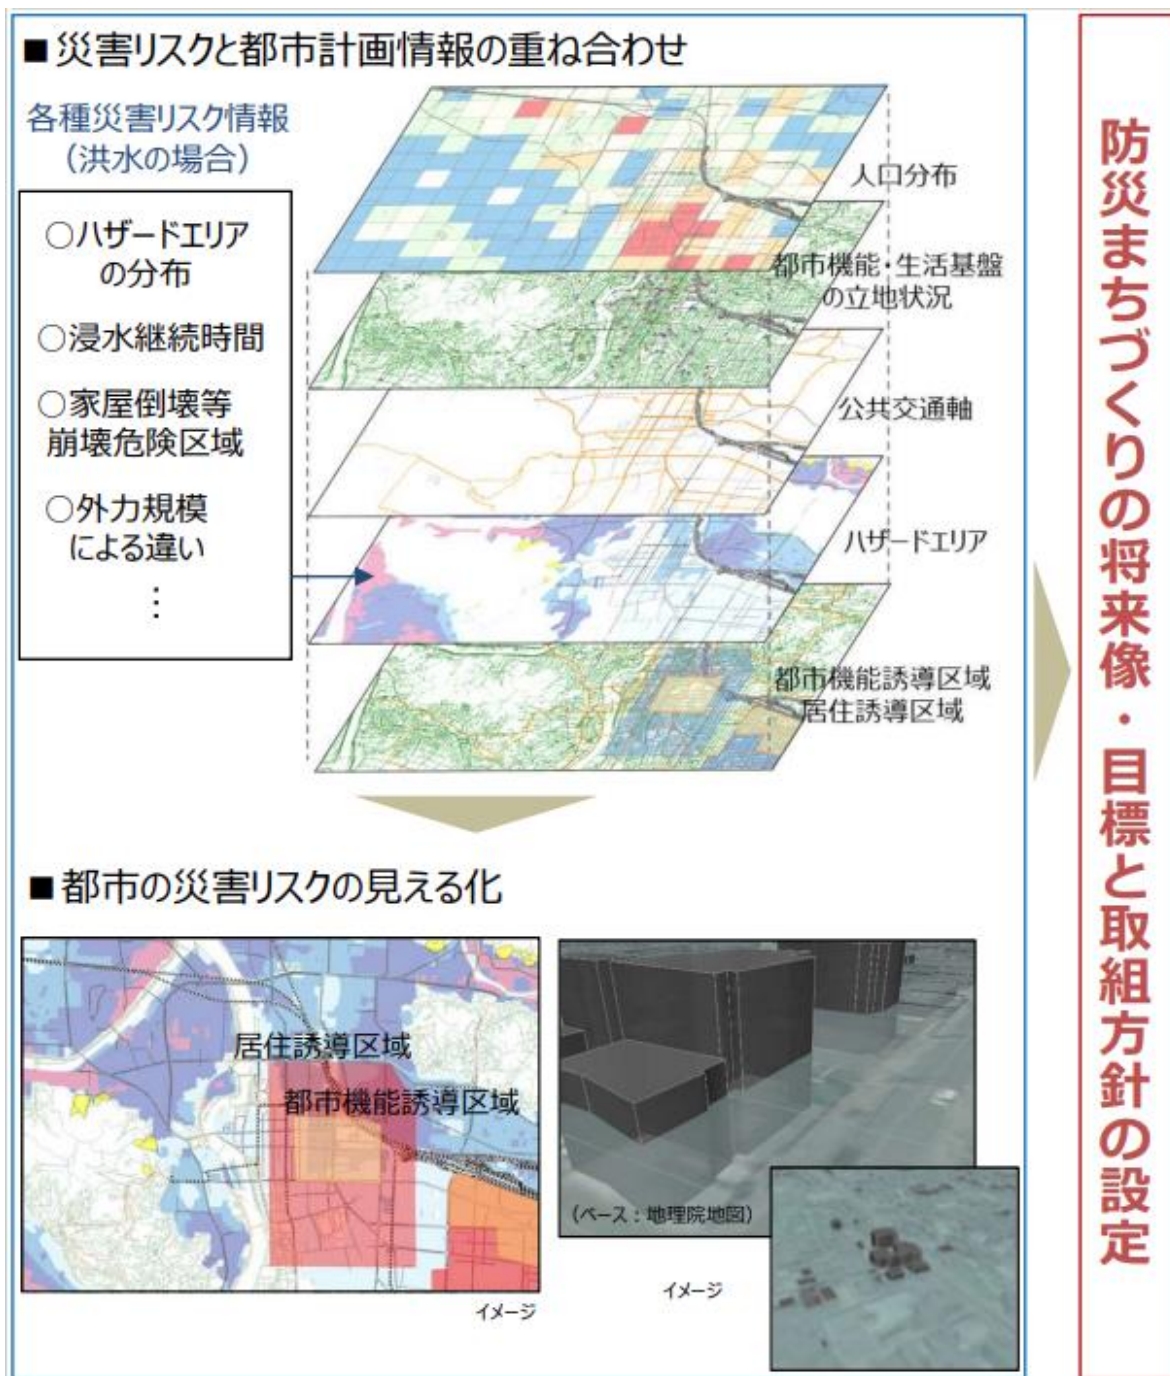 ■災害リスクと都市計画情報の重ね合わせ
各種災害リスク情報
（洪水の場合）
○ハザードエリア
の分布
○浸水継続時間
○家屋倒壊等
崩壊危険区域
○外力規模
による違い
⋮
人口分布
都市機能・生活基盤
の立地状況
公共交通軸
ハザードエリア
都市機能誘導区域
居住誘導区域
■都市の災害リスクの見える化
居住誘導区域
都市機能誘導区域
イメージ
（ベース：地理院地図）
イメージ
防災まちづくりの将来像・目標と取組方針の設定